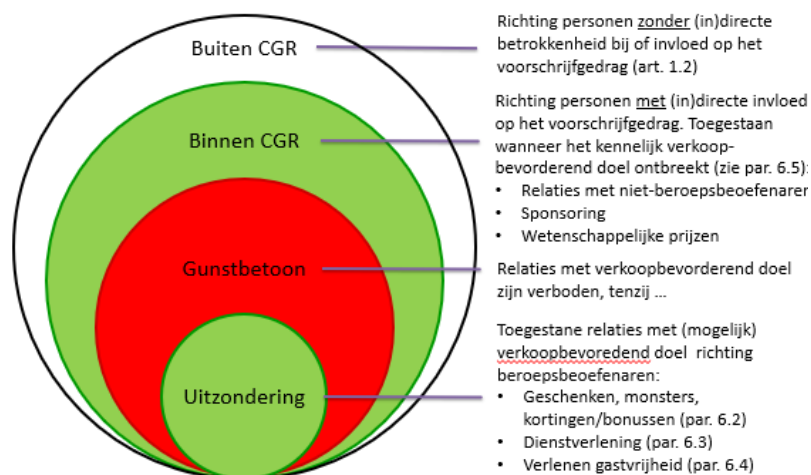 Buiten CGR
Richting personen zonder (in)directe
betrokkenheid bij of invloed op het
voorschrijfgedrag (art. 1.2)
Binnen CGR
Richting personen met (in)directe invloed
op het voorschrijfgedrag. Toegestaan
wanneer het kennelijk verkoop-
bevorderend doel ontbreekt (zie par. 6.5):
• Relaties met niet-beroepsbeoefenaren
• Sponsoring
• Wetenschappelijke prijzen
Gunstbetoon
Relaties met verkoopbevorderend doel
zijn verboden, tenzij ...
Uitzondering
Toegestane relaties met (mogelijk)
verkoopbevoredend doel richting
beroepsbeoefenaren:
• Geschenken, monsters,
kortingen/bonussen (par. 6.2)
• Dienstverlening (par. 6.3)
• Verlenen gastvrijheid (par. 6.4)